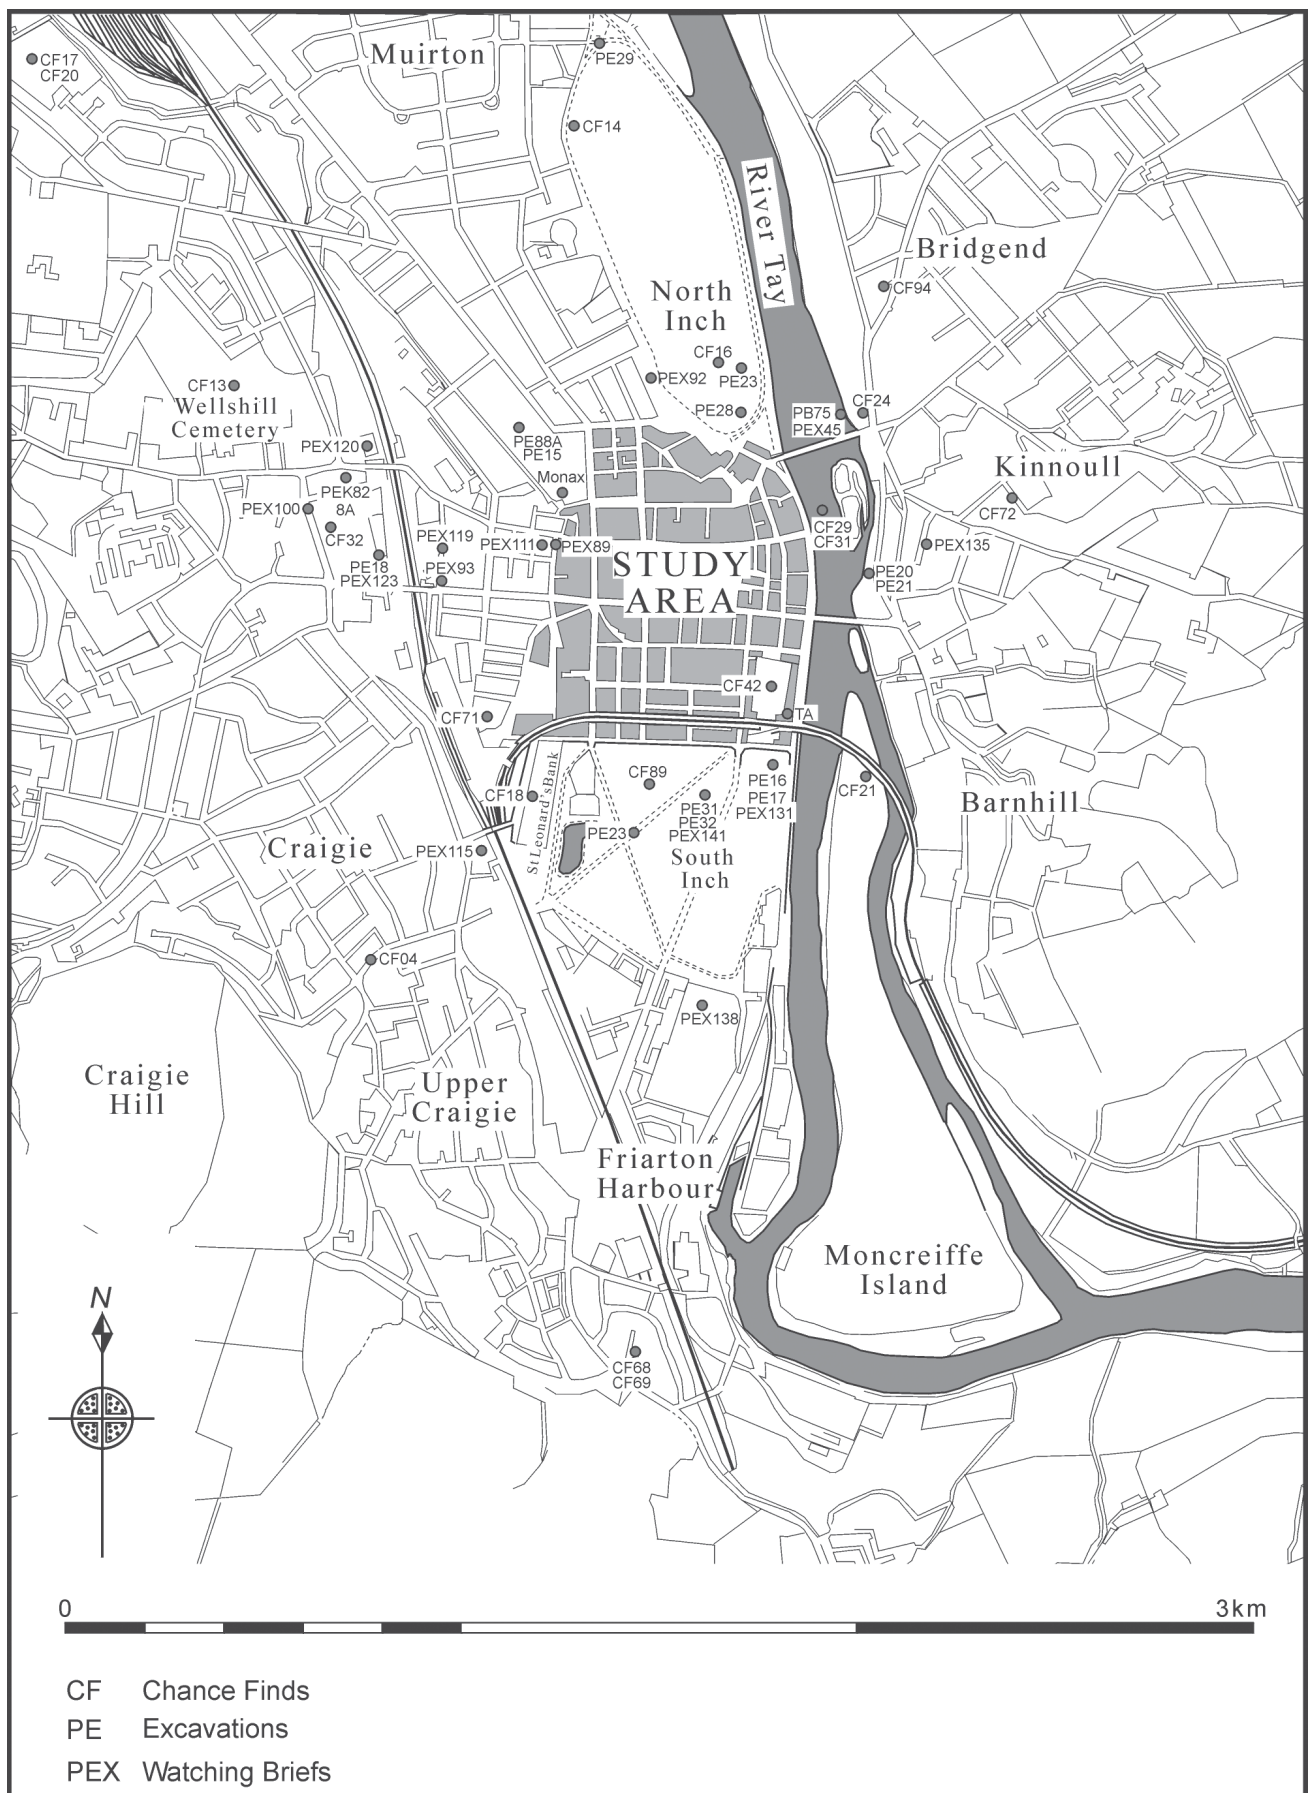 CF17
CF20
Muirton
PE29
CF14
River Tay
Bridgend
CF94
North
Inch
CF16
PEX92
PE23
PE28
CF13
Wellshill
Cemetery
PEX120
PE88A
PE15
PB75
PEX45
CF24
Kinnoull
CF72
Monax
PEK82
8A
PEX100
CF32
PE18
PEX123
PEX119
PEX93
PEX111
PEX89
STUDY
AREA
CF29
CF31
PEX135
PE20
PE21
CF42
TA
CF71
CF18
St Leonard's Bank
CF89
PE16
PE17
PEX131
PE31
PE32
PEX141
PE23
South
Inch
CF21
Barnhill
Craigie
PEX115
CF04
PEX138
Craigie
Hill
Upper
Craigie
Friarton
Harbour
Moncreiffe
Island
N
CF68
CF69
0
3km
CF Chance Finds
PE Excavations
PEX Watching Briefs